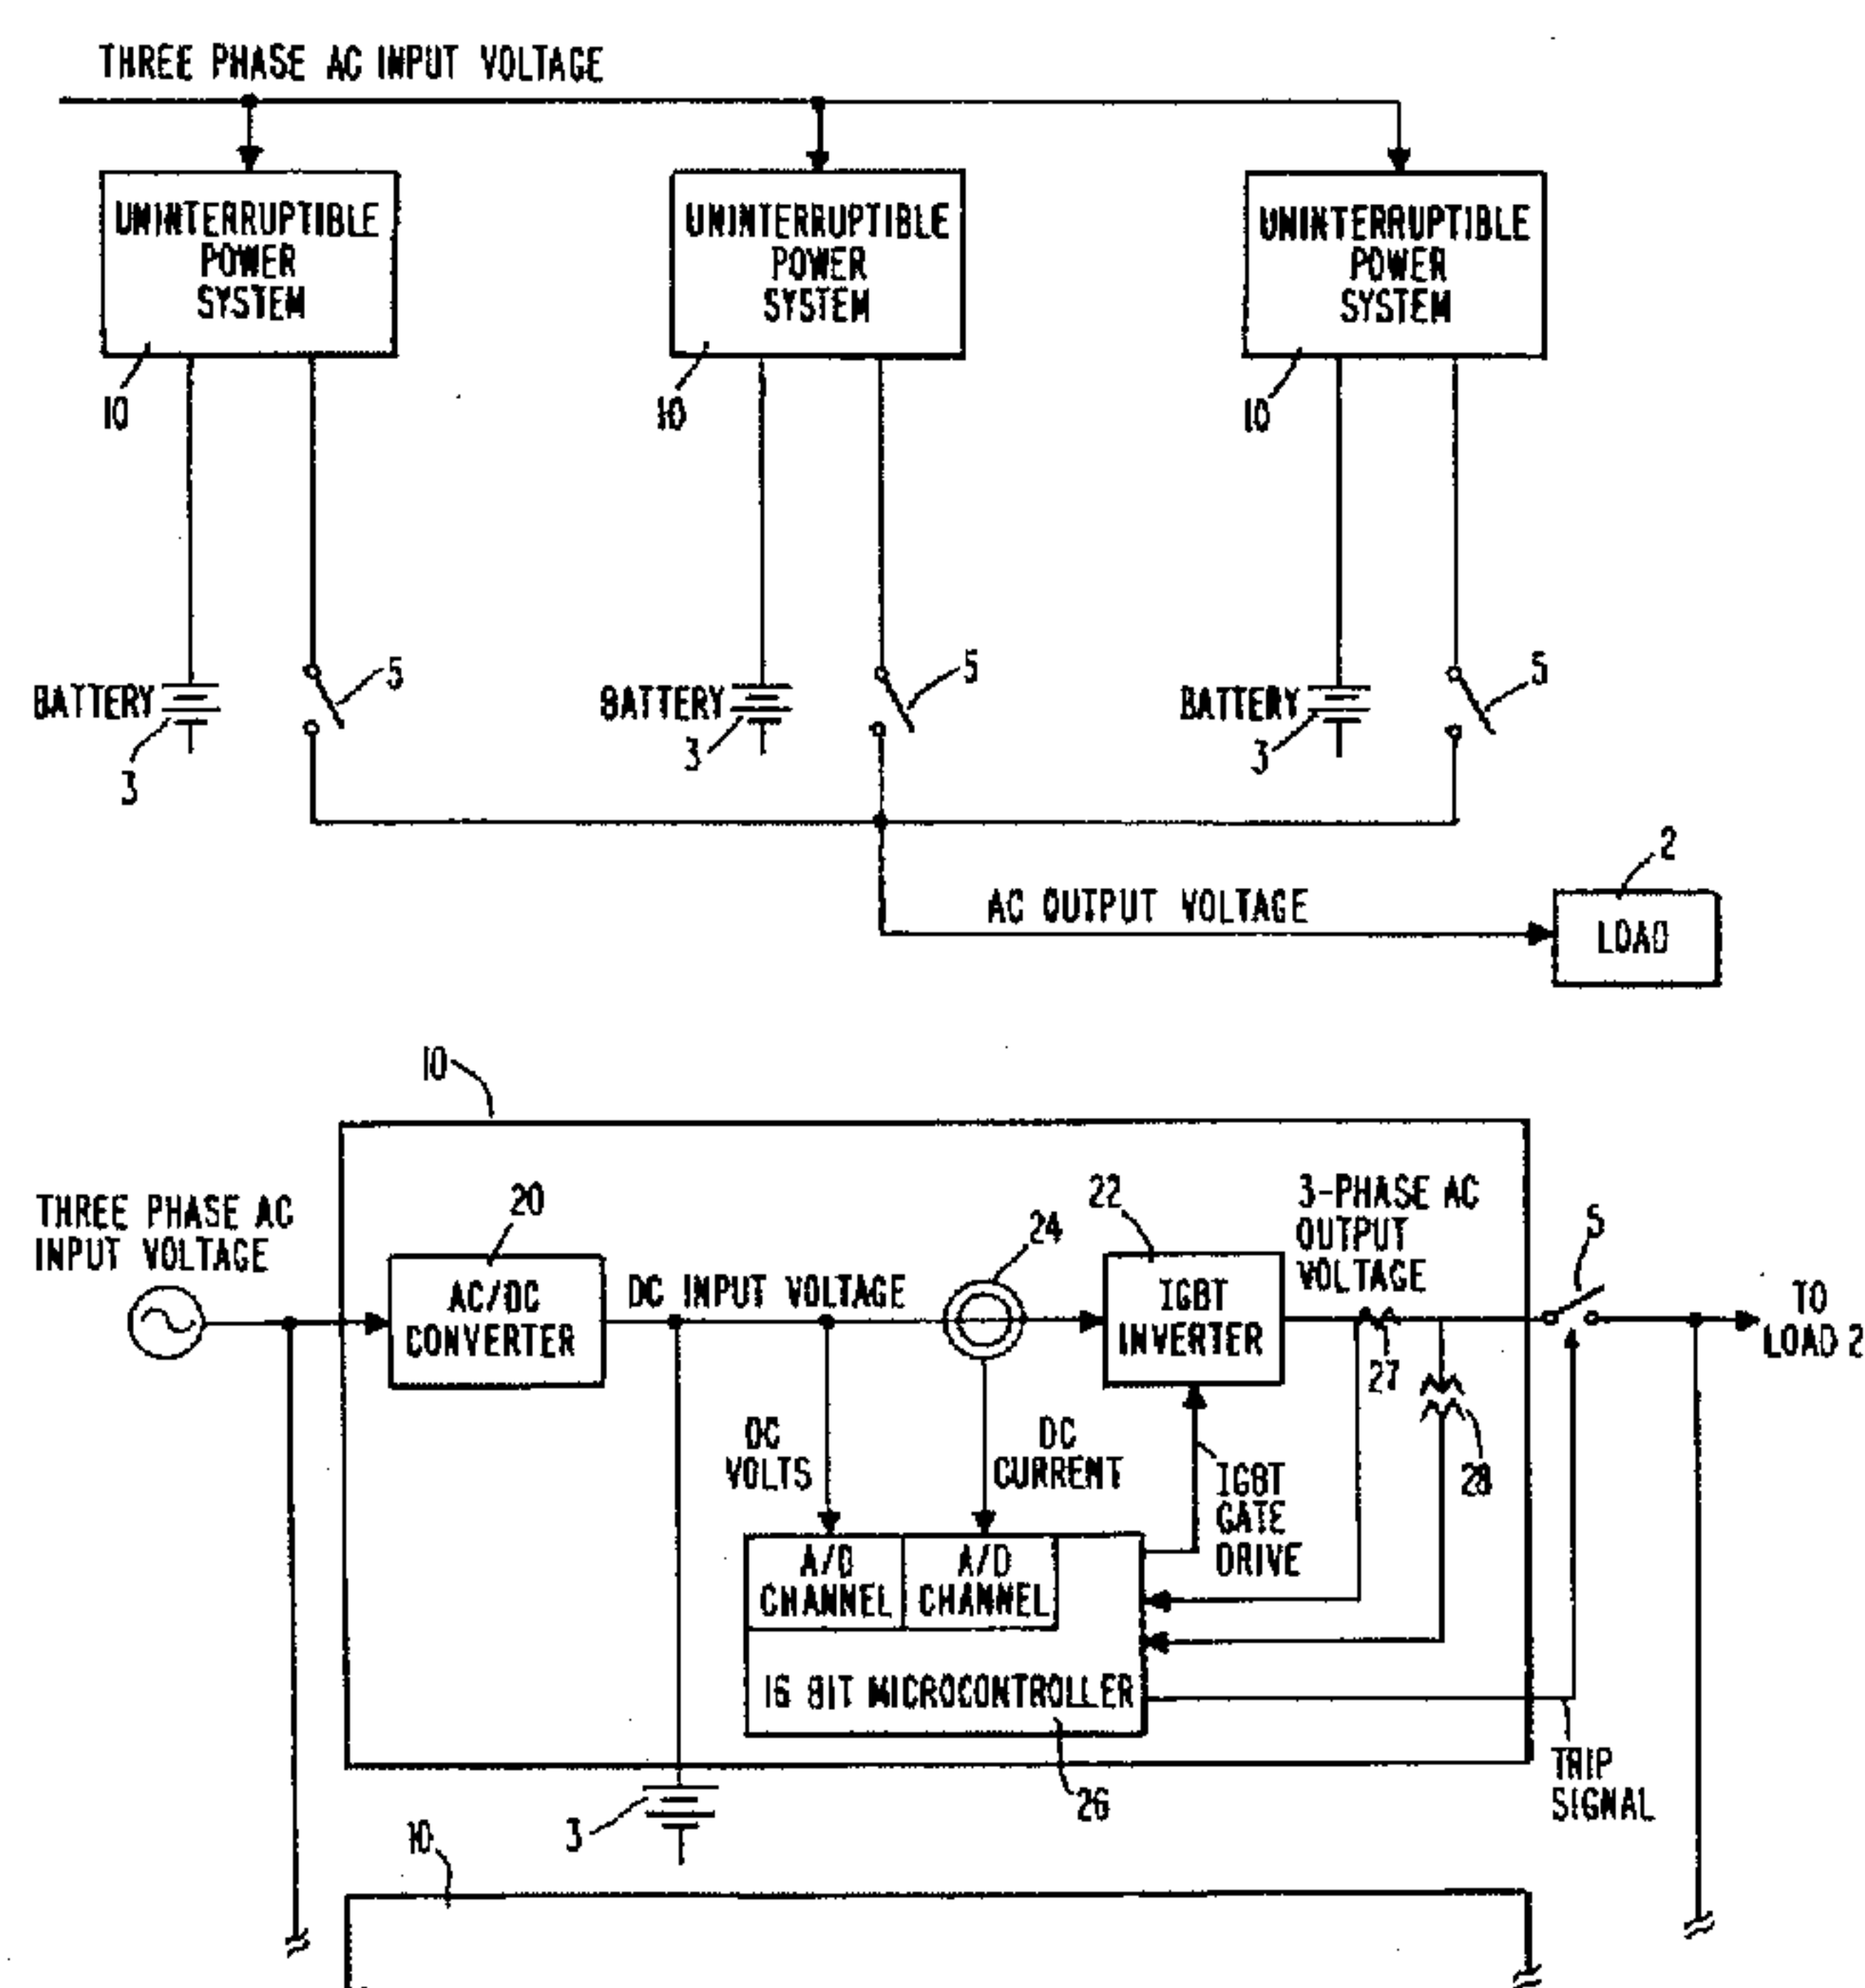 THREE PHASE AC INPUT VOLTAGE
UNINTERRUPTIBLE
POWER
SYSTEM
UNINTERRUPTIBLE
POWER
SYSTEM
UNINTERRUPTIBLE
POWER
SYSTEM
10
10
10
BATTERY
3
5
BATTERY
3
5
BATTERY
3
5
2
AC OUTPUT VOLTAGE
LOAD
10
THREE PHASE AC
INPUT VOLTAGE
20
AC/DC
CONVERTER
DC INPUT VOLTAGE
24
22
IGBT
INVERTER
3-PHASE AC
OUTPUT
VOLTAGE
5
TO
LOAD 2
27
28
DC
VOLTS
DC
CURRENT
IGBT
GATE
DRIVE
A/D
CHANNEL
A/D
CHANNEL
16 BIT MICROCONTROLLER
26
TRIP
SIGNAL
3
10